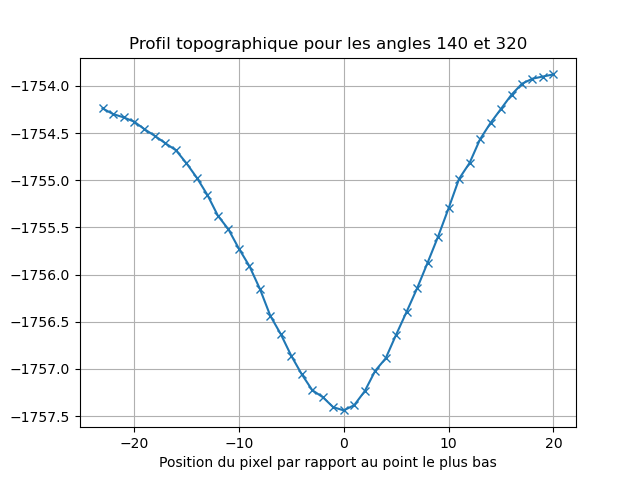 Profil topographique pour les angles 140 et 320
−1754.0
−1754.5
−1755.0
−1755.5
−1756.0
−1756.5
−1757.0
−1757.5
−20 −10 0 10 20
Position du pixel par rapport au point le plus bas